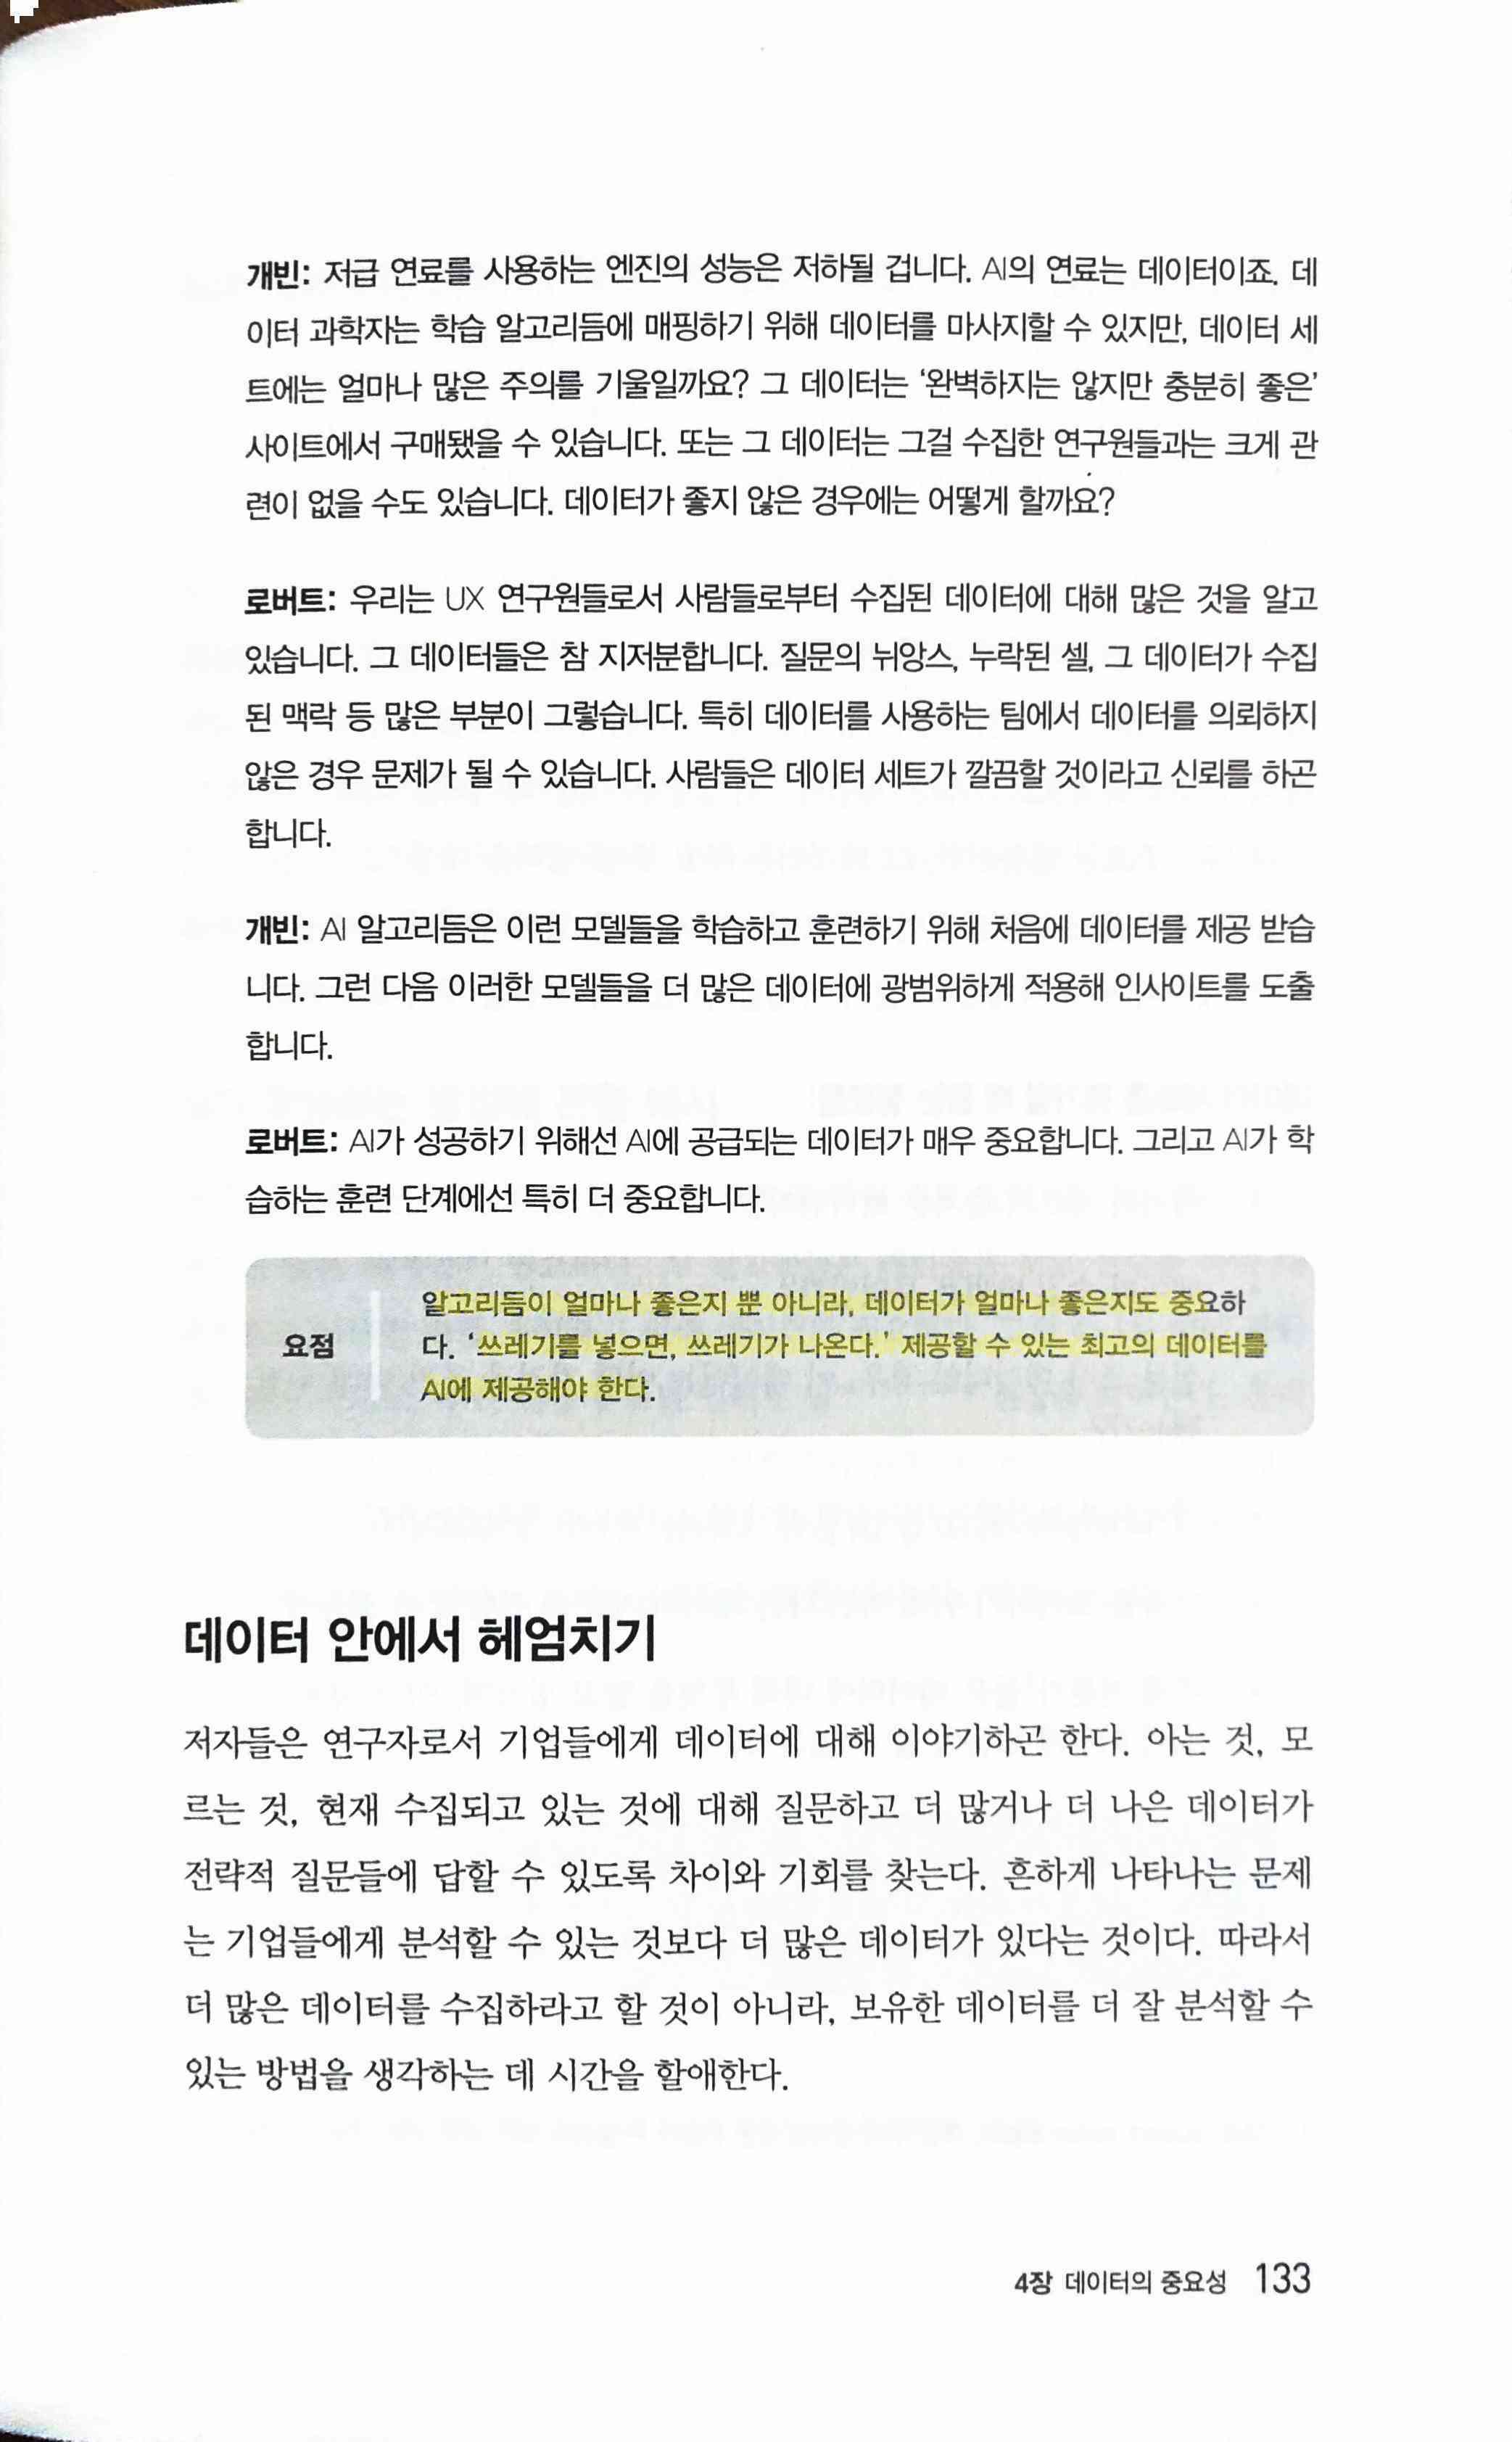 개빈: 저급 연료를 사용하는 엔진의 성능은 저하될 겁니다. AI의 연료는 데이터이죠. 데
이터 과학자는 학습 알고리듬에 매핑하기 위해 데이터를 마사지할 수 있지만, 데이터 세
트에는 얼마나 많은 주의를 기울일까요? 그 데이터는 ‘완벽하지는 않지만 충분히 좋은’
사이트에서 구매됐을 수 있습니다. 또는 그 데이터는 그걸 수집한 연구원들과는 크게 관
련이 없을 수도 있습니다. 데이터가 좋지 않은 경우에는 어떻게 할까요?
로버트: 우리는 UX 연구원들로서 사람들로부터 수집된 데이터에 대해 많은 것을 알고
있습니다. 그 데이터들은 참 지저분합니다. 질문의 뉘앙스, 누락된 셀, 그 데이터가 수집
된 맥락 등 많은 부분이 그렇습니다. 특히 데이터를 사용하는 팀에서 데이터를 의뢰하지
않은 경우 문제가 될 수 있습니다. 사람들은 데이터 세트가 깔끔할 것이라고 신뢰를 하곤
합니다.
개빈: AI 알고리듬은 이런 모델들을 학습하고 훈련하기 위해 처음에 데이터를 제공 받습
니다. 그런 다음 이러한 모델들을 더 많은 데이터에 광범위하게 적용해 인사이트를 도출
합니다.
로버트: AI가 성공하기 위해선 AI에 공급되는 데이터가 매우 중요합니다. 그리고 AI가 학
습하는 훈련 단계에선 특히 더 중요합니다.
알고리듬이 얼마나 좋은지 뿐 아니라, 데이터가 얼마나 좋은지도 중요하
요점 다. ‘쓰레기를 넣으면, 쓰레기가 나온다.’ 제공할 수 있는 최고의 데이터를
AI에 제공해야 한다.
데이터 안에서 헤엄치기
저자들은 연구자로서 기업들에게 데이터에 대해 이야기하곤 한다. 아는 것, 모
르는 것, 현재 수집되고 있는 것에 대해 질문하고 더 많거나 더 나은 데이터가
전략적 질문들에 답할 수 있도록 차이와 기회를 찾는다. 흔하게 나타나는 문제
는 기업들에게 분석할 수 있는 것보다 더 많은 데이터가 있다는 것이다. 따라서
더 많은 데이터를 수집하라고 할 것이 아니라, 보유한 데이터를 더 잘 분석할 수
있는 방법을 생각하는 데 시간을 할애한다.
4장 데이터의 중요성 133